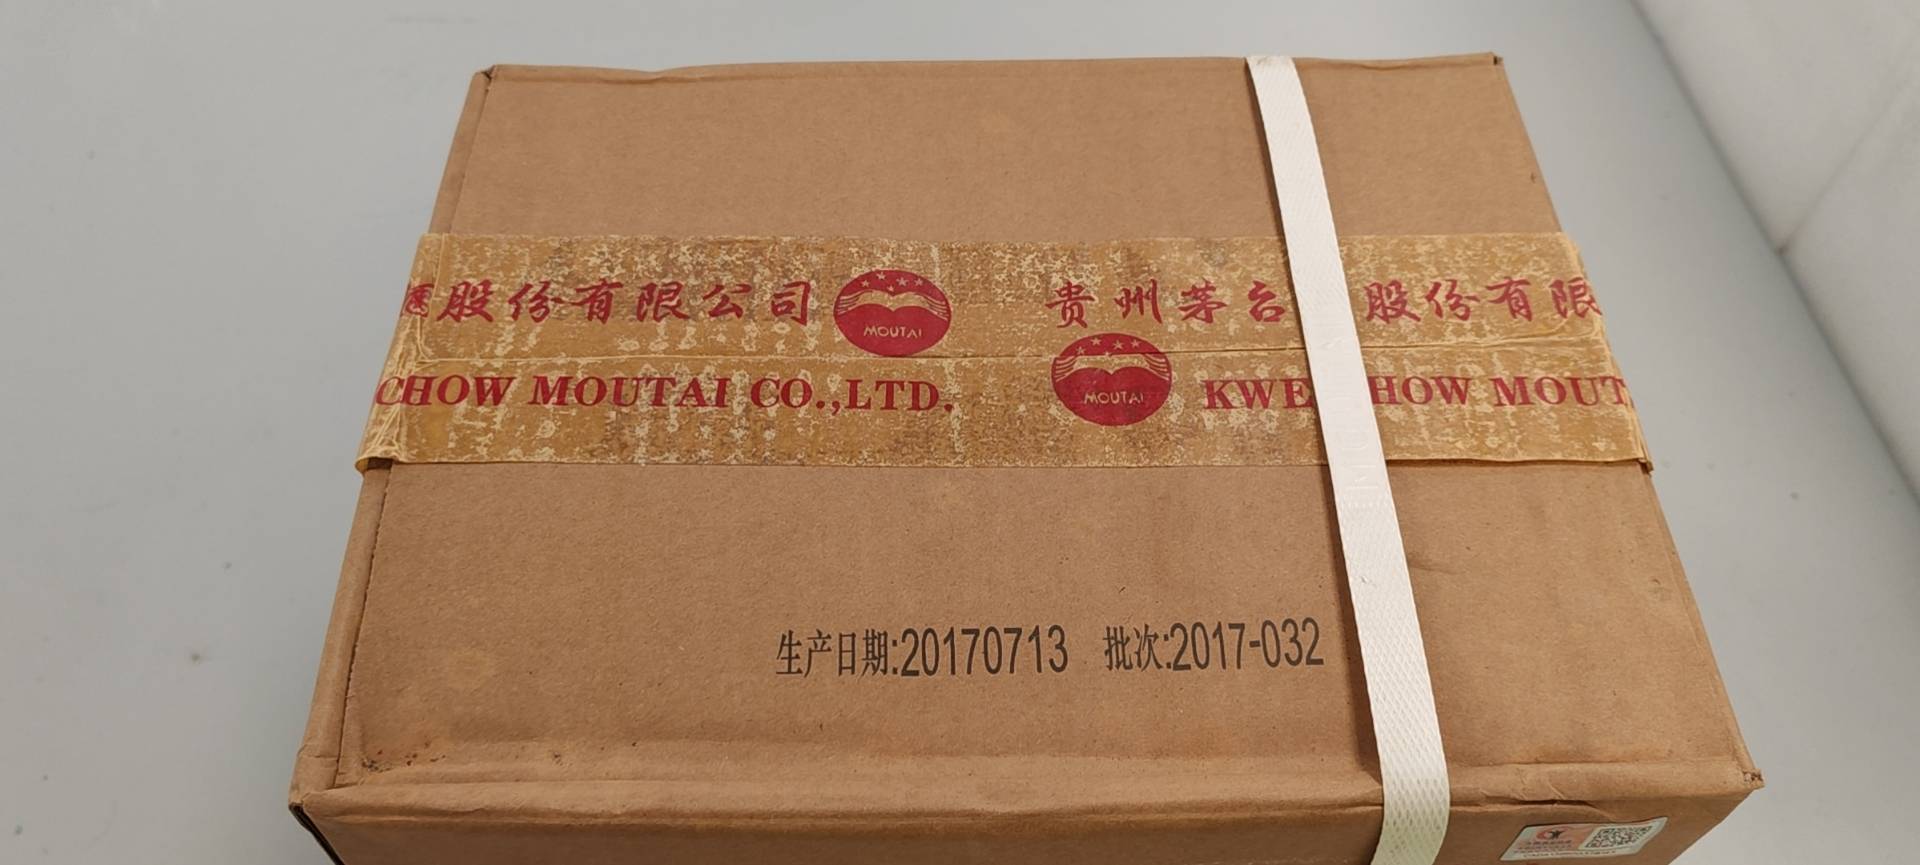 股份有限公司 MOUTAI 贵州茅台 股份有限
CHOW MOUTAI CO.,LTD. MOUTAI KWE HOW MOUT
生产日期:20170713 批次:2017-032